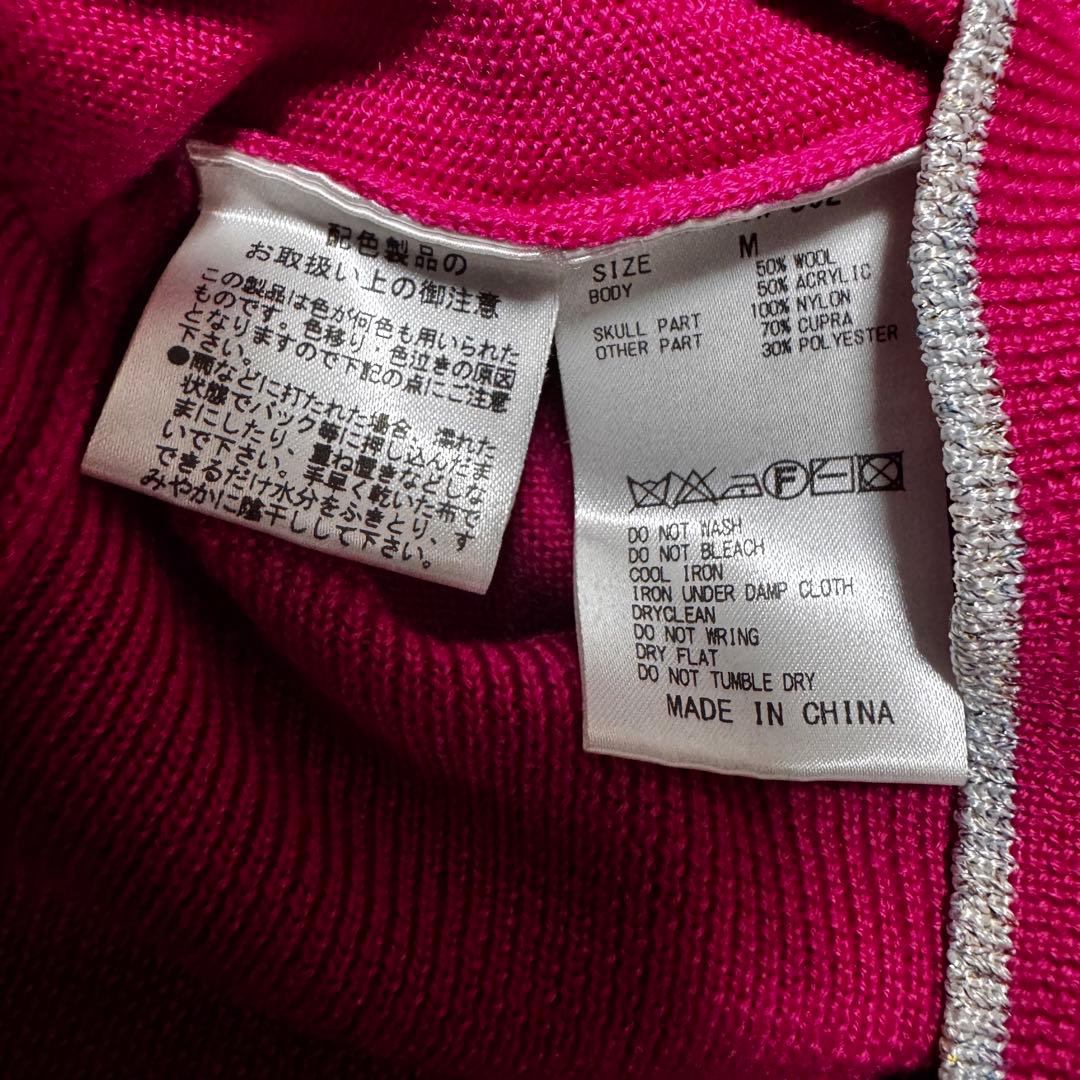 配色製品の
お取扱い上の御注意
この製品は色が何色も用いられた
ものです。色移り、色泣きの原因
となりますので下記の点にご注意
下さい。
●雨などに打たれた場合、濡れた
状態でバック等に押し込んだま
まにしたり、重ね置きなどしな
いで下さい。手早く乾いた布で
できるだけ水分をふきとり、す
みやかに陰干しして下さい。
SIZE M
BODY 50% WOOL
50% ACRYLIC
SKULL PART 100% NYLON
OTHER PART 70% CUPRA
30% POLYESTER
F
DO NOT WASH
DO NOT BLEACH
COOL IRON
IRON UNDER DAMP CLOTH
DRYCLEAN
DO NOT WRING
DRY FLAT
DO NOT TUMBLE DRY
MADE IN CHINA